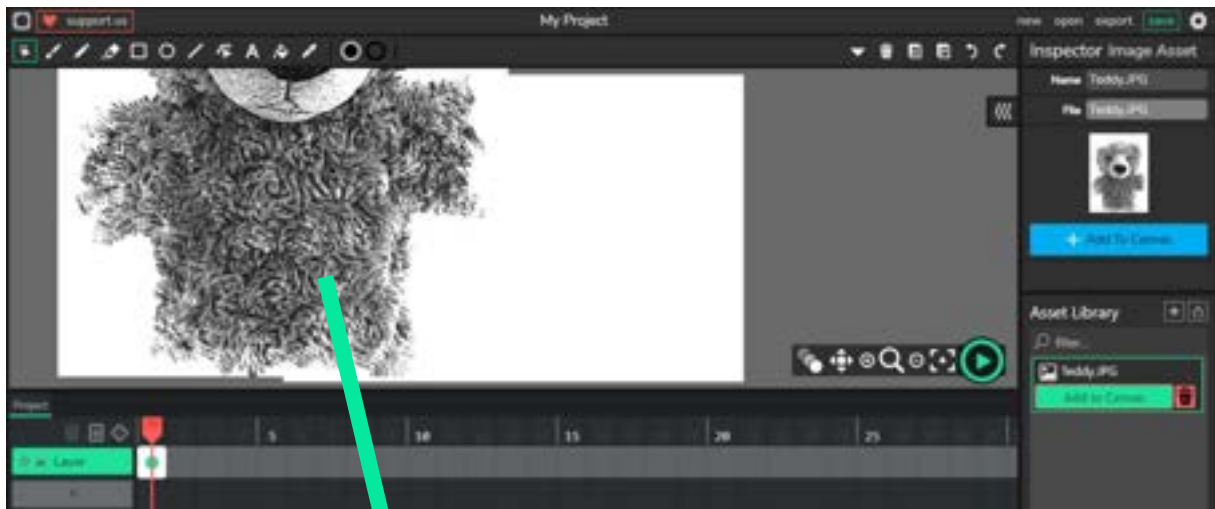 support us
My Project
new open export save
A
Inspector Image Asset
Name Teddy.JPG
File Teddy.JPG
+ Add To Canvas
Asset Library
filter...
Teddy.JPG
Add to Canvas
Project
5 10 15 20 25
Layer